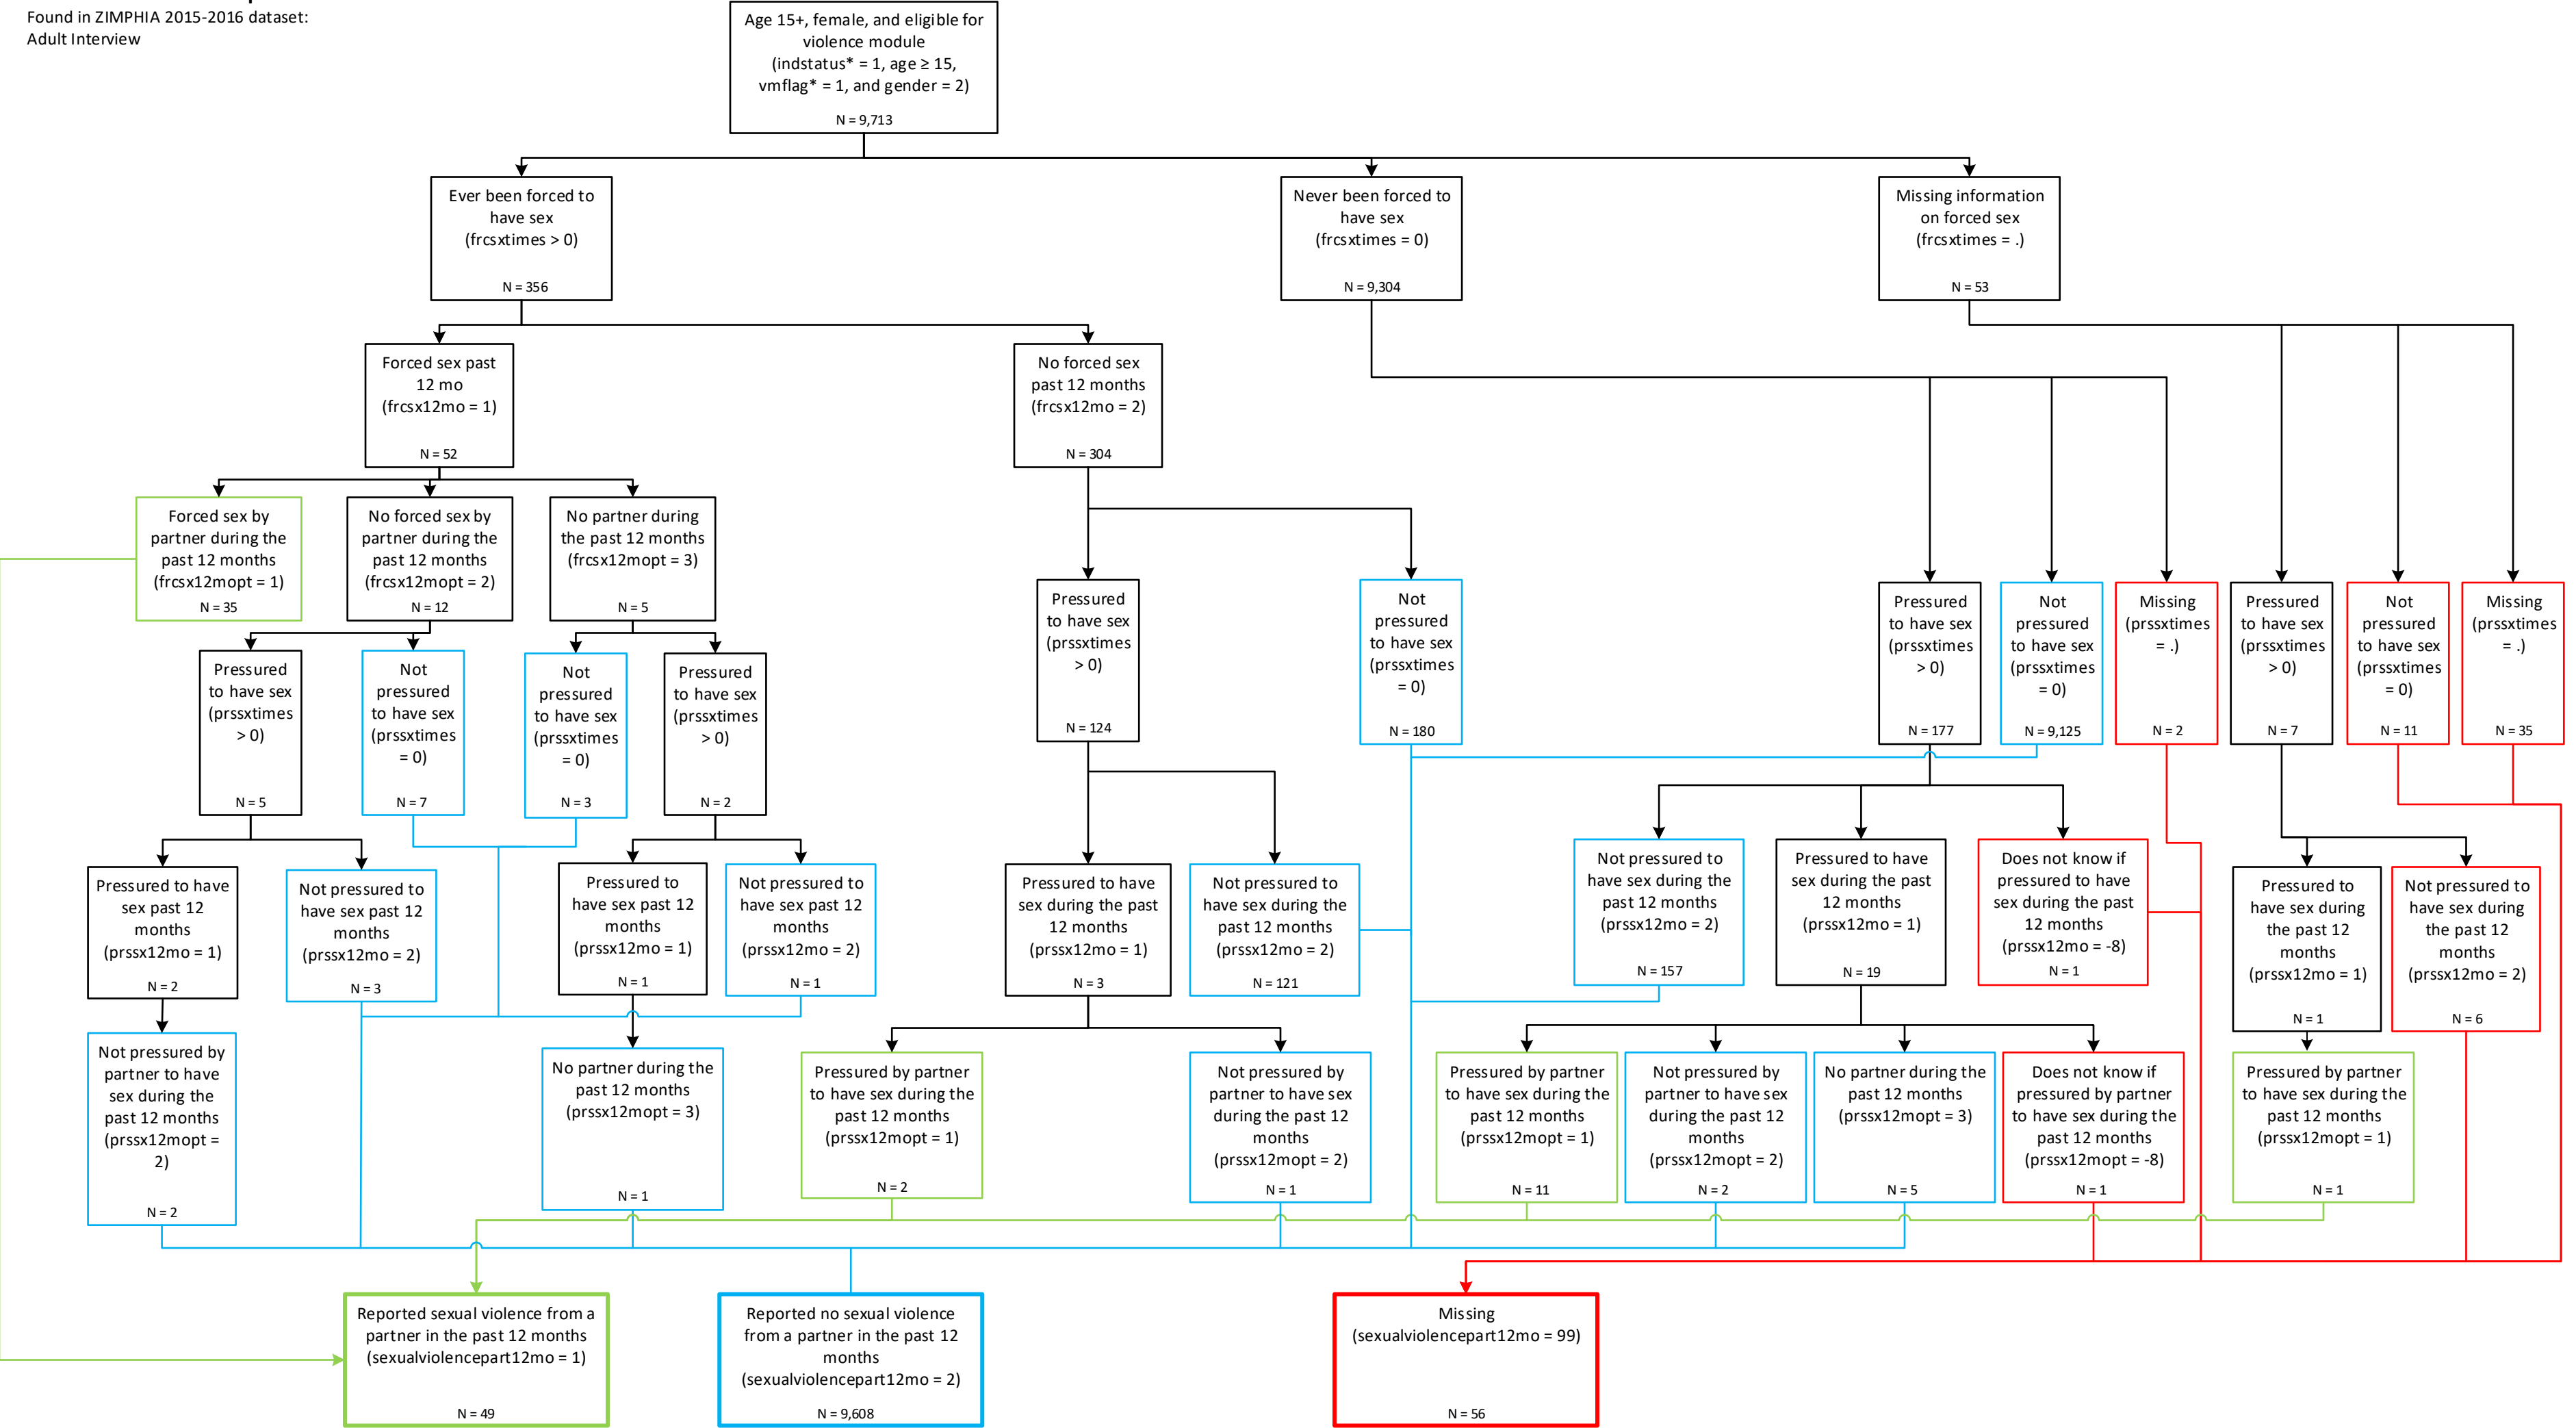 Found in ZIMPHIA 2015-2016 dataset:
Adult Interview
Age 15+, female, and eligible for
violence module
(indstatus* = 1, age ≥ 15,
vmflag* = 1, and gender = 2)
N = 9,713
Ever been forced to
have sex
(frcsxtimes > 0)
N = 356
Never been forced to
have sex
(frcsxtimes = 0)
N = 9,304
Missing information
on forced sex
(frcsxtimes = .)
N = 53
Forced sex past
12 mo
(frcsx12mo = 1)
N = 52
No forced sex
past 12 months
(frcsx12mo = 2)
N = 304
Forced sex by
partner during the
past 12 months
(frcsx12mopt = 1)
N = 35
No forced sex by
partner during the
past 12 months
(frcsx12mopt = 2)
N = 12
No partner during
the past 12 months
(frcsx12mopt = 3)
N = 5
Pressured
to have sex
(prssxtimes
> 0)
N = 124
Not
pressured
to have sex
(prssxtimes
= 0)
N = 180
Pressured
to have sex
(prssxtimes
> 0)
N = 177
Not
pressured
to have sex
(prssxtimes
= 0)
N = 9,125
Missing
(prssxtimes
= .)
N = 2
Pressured
to have sex
(prssxtimes
> 0)
N = 7
Not
pressured
to have sex
(prssxtimes
= 0)
N = 11
Missing
(prssxtimes
= .)
N = 35
Pressured
to have sex
(prssxtimes
> 0)
N = 5
Not
pressured
to have sex
(prssxtimes
= 0)
N = 7
Not
pressured
to have sex
(prssxtimes
= 0)
N = 3
Pressured
to have sex
(prssxtimes
> 0)
N = 2
Pressured to have
sex past 12
months
(prssx12mo = 1)
N = 2
Not pressured to
have sex past 12
months
(prssx12mo = 2)
N = 3
Pressured to
have sex past 12
months
(prssx12mo = 1)
N = 1
Not pressured to
have sex past 12
months
(prssx12mo = 2)
N = 1
Pressured to have
sex during the past
12 months
(prssx12mo = 1)
N = 3
Not pressured to
have sex during the
past 12 months
(prssx12mo = 2)
N = 121
Not pressured to
have sex during the
past 12 months
(prssx12mo = 2)
N = 157
Pressured to have
sex during the past
12 months
(prssx12mo = 1)
N = 19
Does not know if
pressured to have
sex during the past
12 months
(prssx12mo = -8)
N = 1
Pressured to
have sex during
the past 12
months
(prssx12mo = 1)
N = 1
Not pressured to
have sex during
the past 12
months
(prssx12mo = 2)
N = 6
Not pressured by
partner to have
sex during the
past 12 months
(prssx12mopt =
2)
N = 2
No partner during the
past 12 months
(prssx12mopt = 3)
N = 1
Pressured by partner
to have sex during the
past 12 months
(prssx12mopt = 1)
N = 2
Not pressured by
partner to have sex
during the past 12
months
(prssx12mopt = 2)
N = 1
Pressured by partner
to have sex during the
past 12 months
(prssx12mopt = 1)
N = 11
Not pressured by
partner to have sex
during the past 12
months
(prssx12mopt = 2)
N = 2
No partner during the
past 12 months
(prssx12mopt = 3)
N = 5
Does not know if
pressured by partner
to have sex during the
past 12 months
(prssx12mopt = -8)
N = 1
Pressured by partner
to have sex during the
past 12 months
(prssx12mopt = 1)
N = 1
Reported sexual violence from a
partner in the past 12 months
(sexualviolencepart12mo = 1)
N = 49
Reported no sexual violence
from a partner in the past 12
months
(sexualviolencepart12mo = 2)
N = 9,608
Missing
(sexualviolencepart12mo = 99)
N = 56